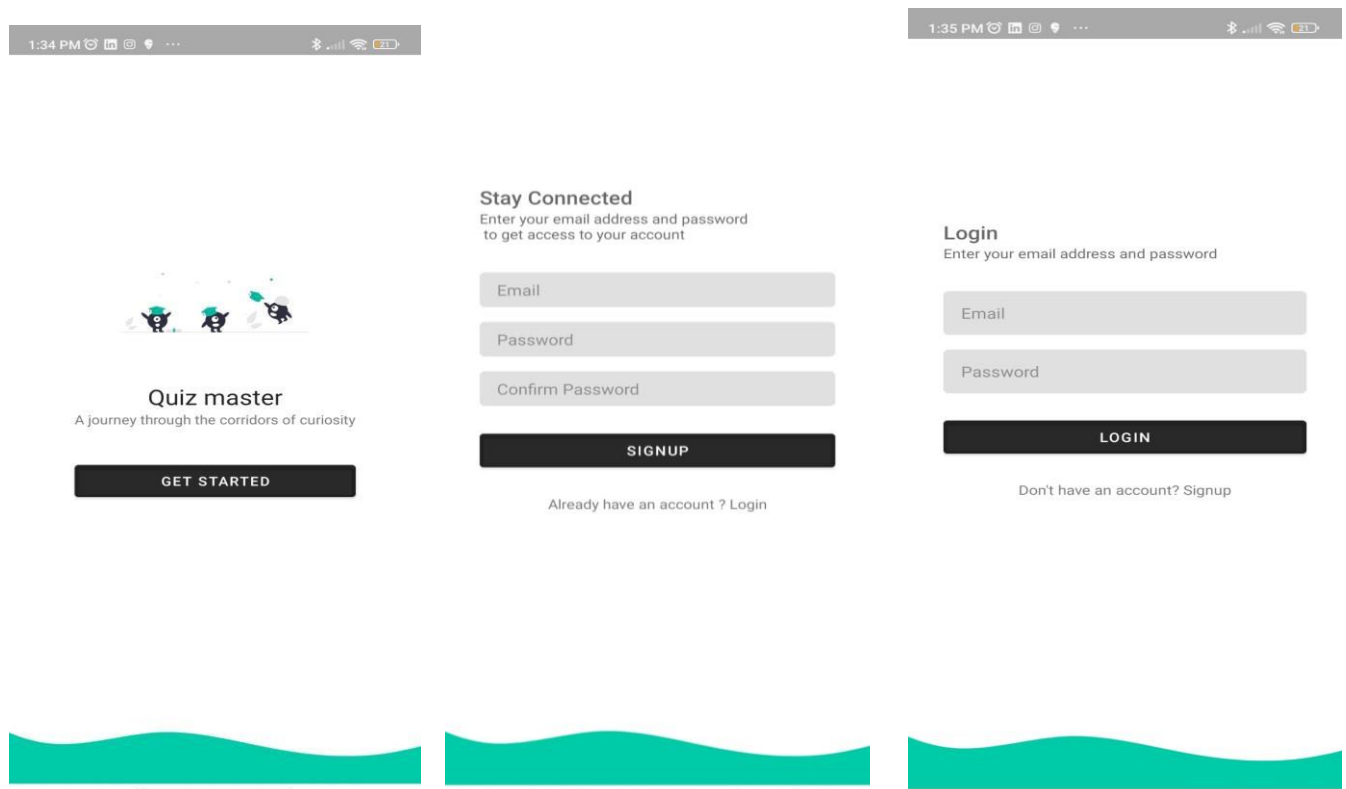 1:34 PM
21
Quiz master
A journey through the corridors of curiosity
GET STARTED
Stay Connected
Enter your email address and password
to get access to your account
Email
Password
Confirm Password
SIGNUP
Already have an account ? Login
1:35 PM
21
Login
Enter your email address and password
Email
Password
LOGIN
Don't have an account? Signup